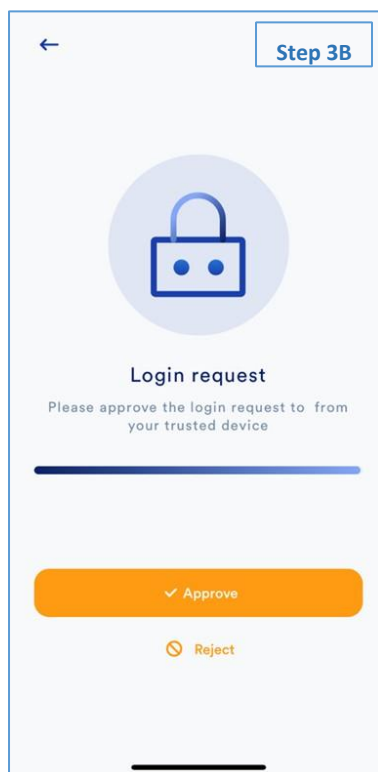 Step 3B
Login request
Please approve the login request to from
your trusted device
Approve
Reject